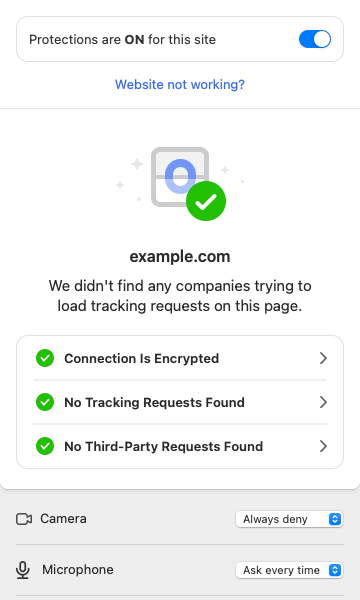 Protections are ON for this site
Website not working?
example.com
We didn't find any companies trying to
load tracking requests on this page.
Connection Is Encrypted
No Tracking Requests Found
No Third-Party Requests Found
Camera
Always deny
Microphone
Ask every time